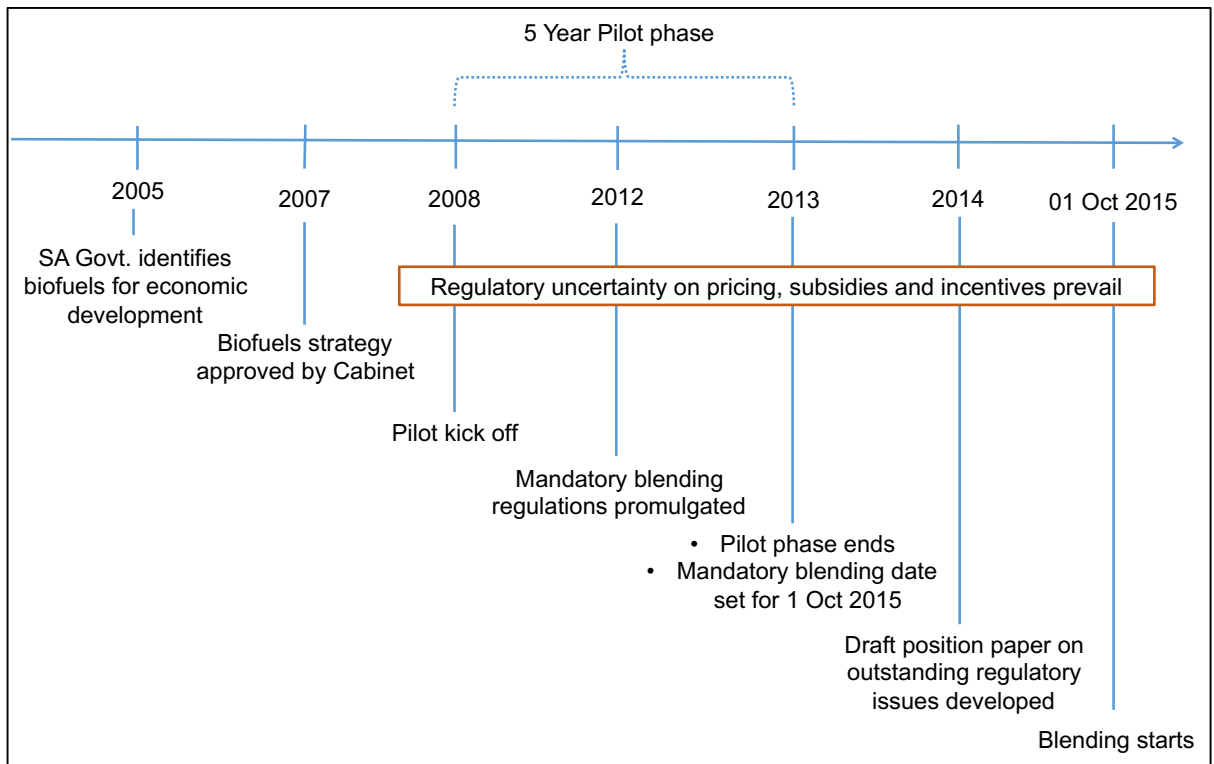 5 Year Pilot phase
2005
2007
2008
2012
2013
2014
01 Oct 2015
SA Govt. identifies
biofuels for economic
development
Regulatory uncertainty on pricing, subsidies and incentives prevail
Biofuels strategy
approved by Cabinet
Pilot kick off
Mandatory blending
regulations promulgated
• Pilot phase ends
• Mandatory blending date
set for 1 Oct 2015
Draft position paper on
outstanding regulatory
issues developed
Blending starts